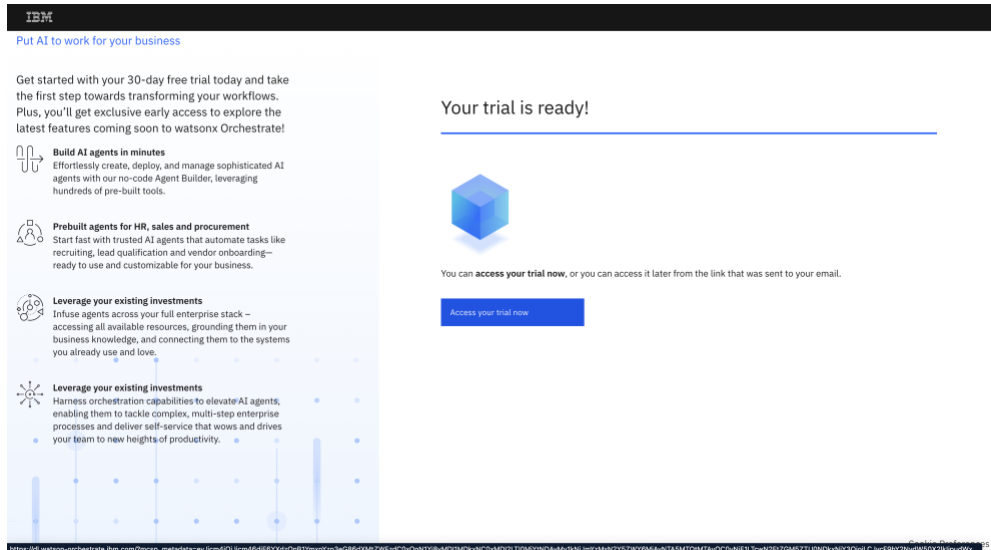 IBM
Put AI to work for your business
Get started with your 30-day free trial today and take
the first step towards transforming your workflows.
Plus, you'll get exclusive early access to explore the
latest features coming soon to watsonx Orchestrate!
Build AI agents in minutes
Effortlessly create, deploy, and manage sophisticated AI
agents with our no-code Agent Builder, leveraging
hundreds of pre-built tools.
Prebuilt agents for HR, sales and procurement
Start fast with trusted AI agents that automate tasks like
recruiting, lead qualification and vendor onboarding—
ready to use and customizable for your business.
Leverage your existing investments
Infuse agents across your full enterprise stack –
accessing all available resources, grounding them in your
business knowledge, and connecting them to the systems
you already use and love.
Leverage your existing investments
Harness orchestration capabilities to elevate AI agents,
enabling them to tackle complex, multi-step enterprise
processes and deliver self-service that wows and drives
your team to new heights of productivity.
Your trial is ready!
You can access your trial now, or you can access it later from the link that was sent to your email.
Access your trial now
Cookie Preferences